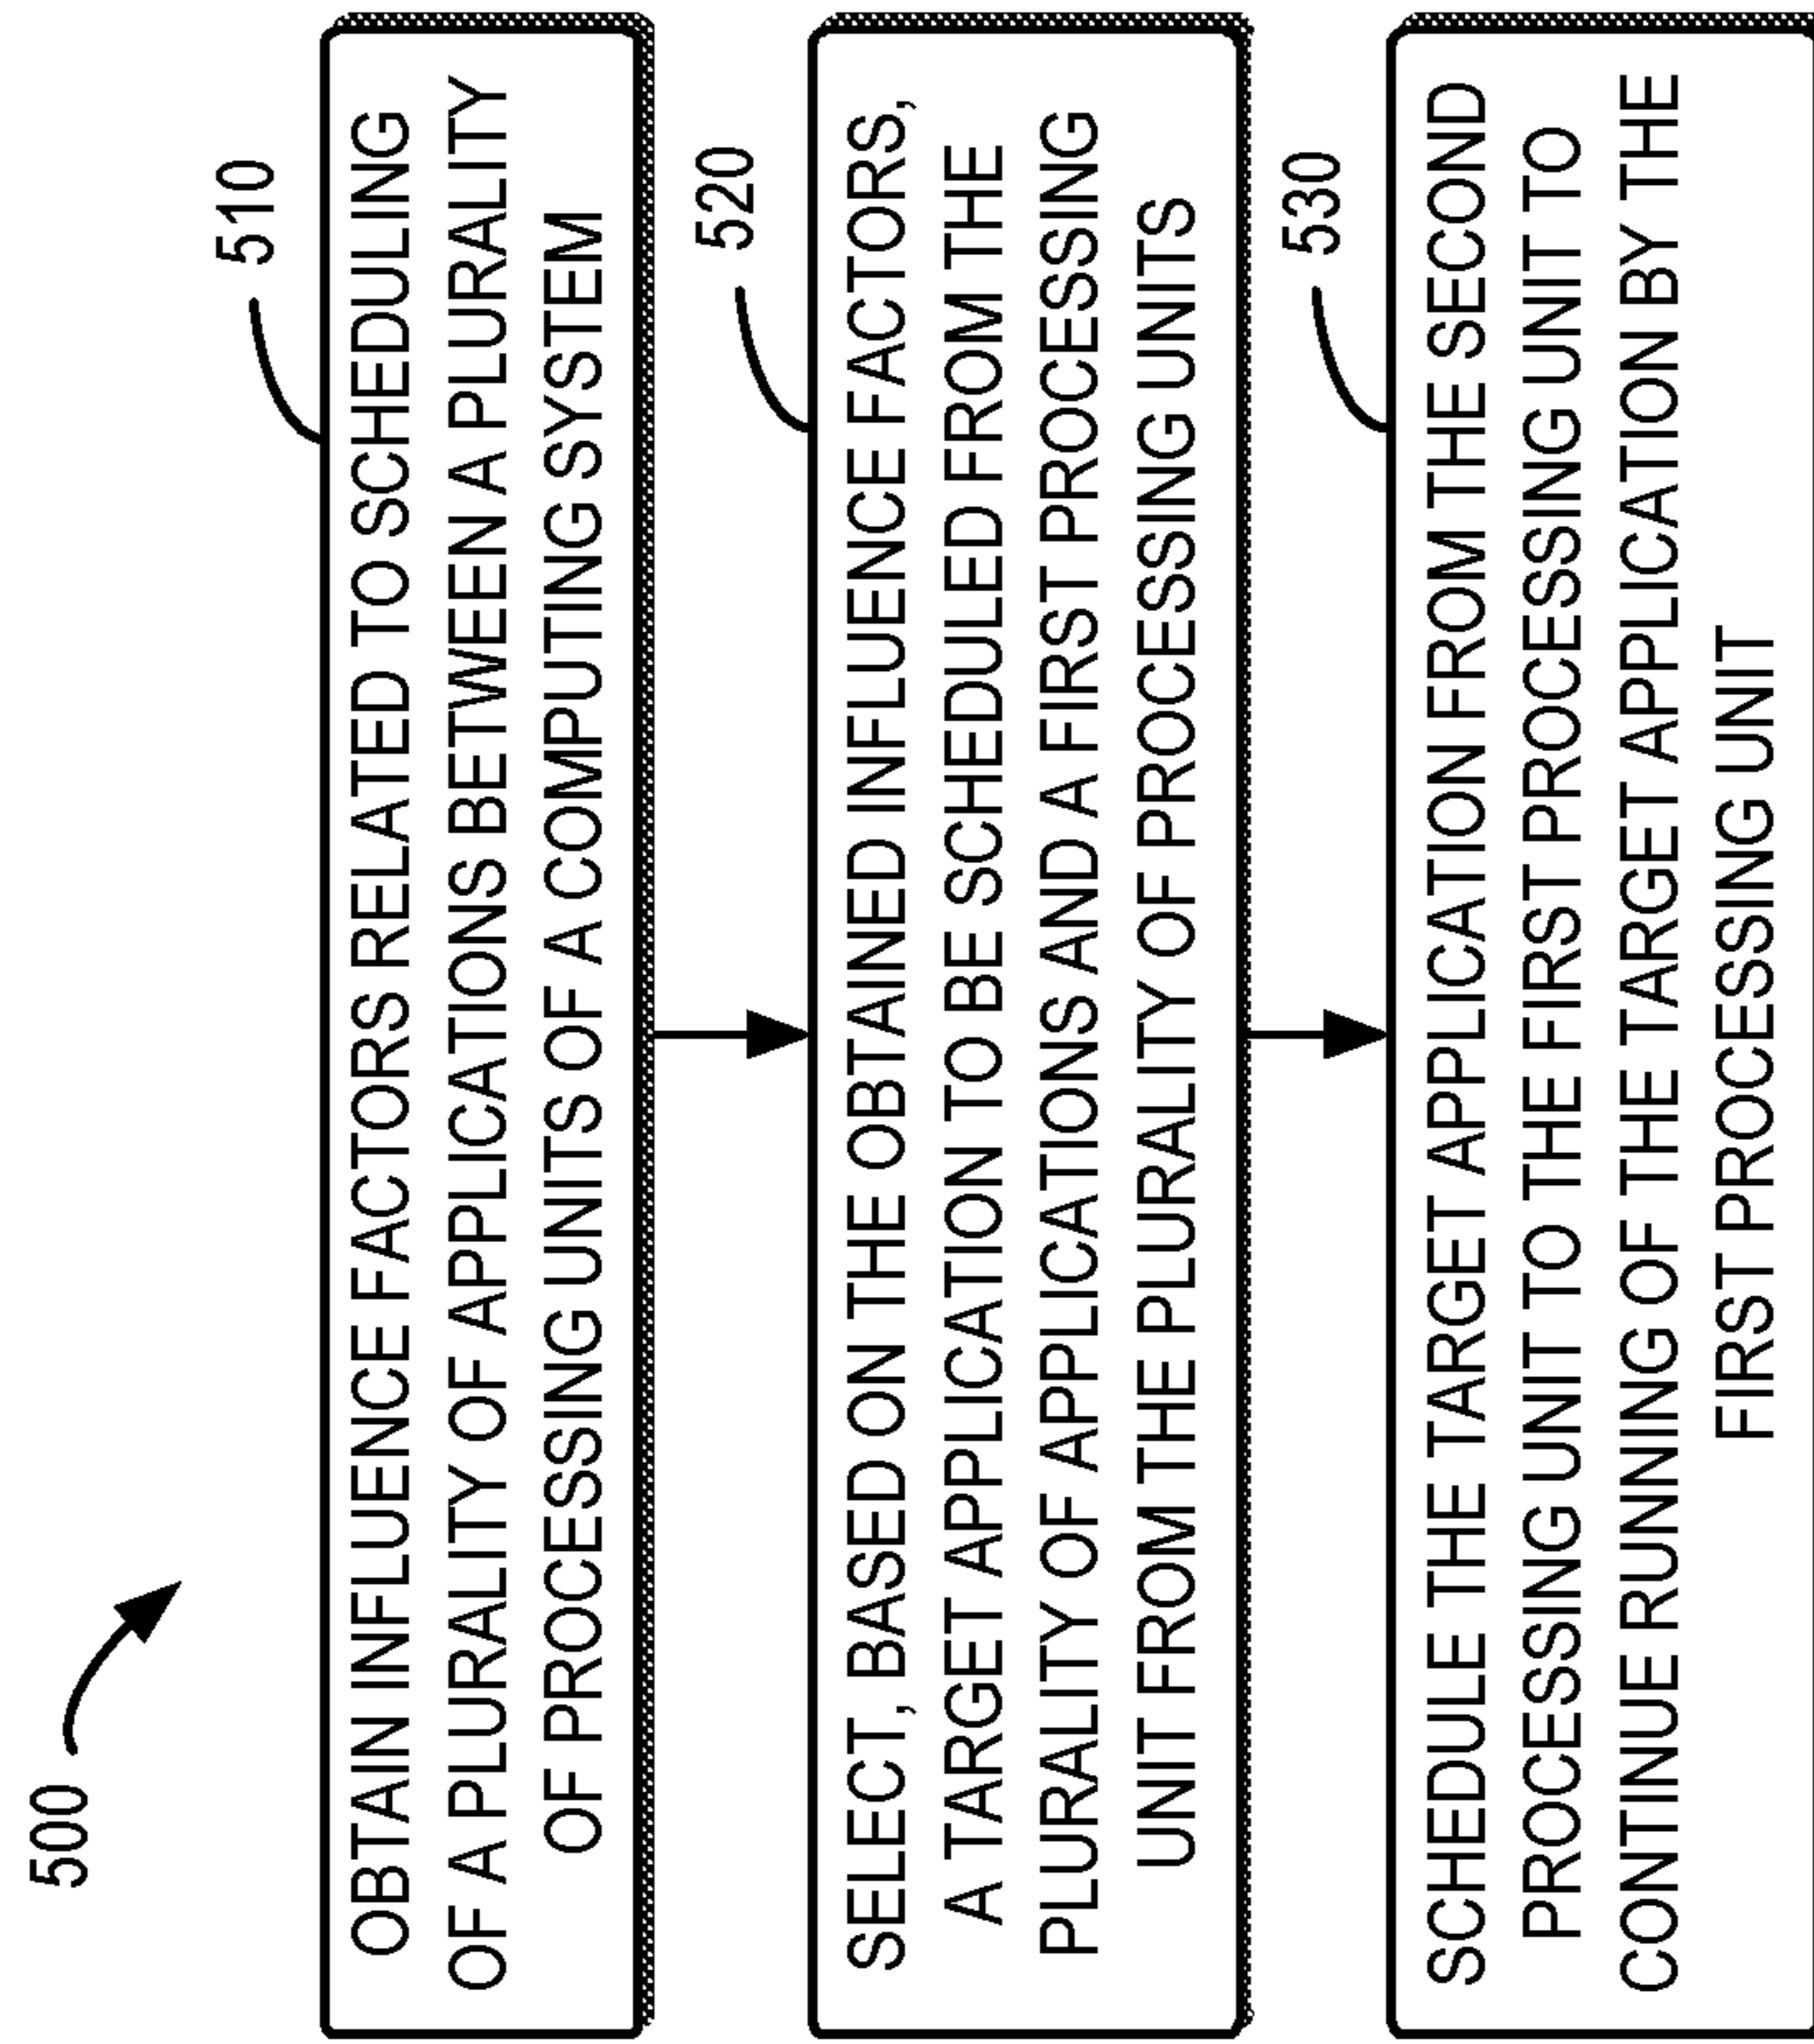 500
510
OBTAIN INFLUENCE FACTORS RELATED TO SCHEDULING
OF A PLURALITY OF APPLICATIONS BETWEEN A PLURALITY
OF PROCESSING UNITS OF A COMPUTING SYSTEM
520
SELECT, BASED ON THE OBTAINED INFLUENCE FACTORS,
A TARGET APPLICATION TO BE SCHEDULED FROM THE
PLURALITY OF APPLICATIONS AND A FIRST PROCESSING
UNIT FROM THE PLURALITY OF PROCESSING UNITS
530
SCHEDULE THE TARGET APPLICATION FROM THE SECOND
PROCESSING UNIT TO THE FIRST PROCESSING UNIT TO
CONTINUE RUNNING OF THE TARGET APPLICATION BY THE
FIRST PROCESSING UNIT